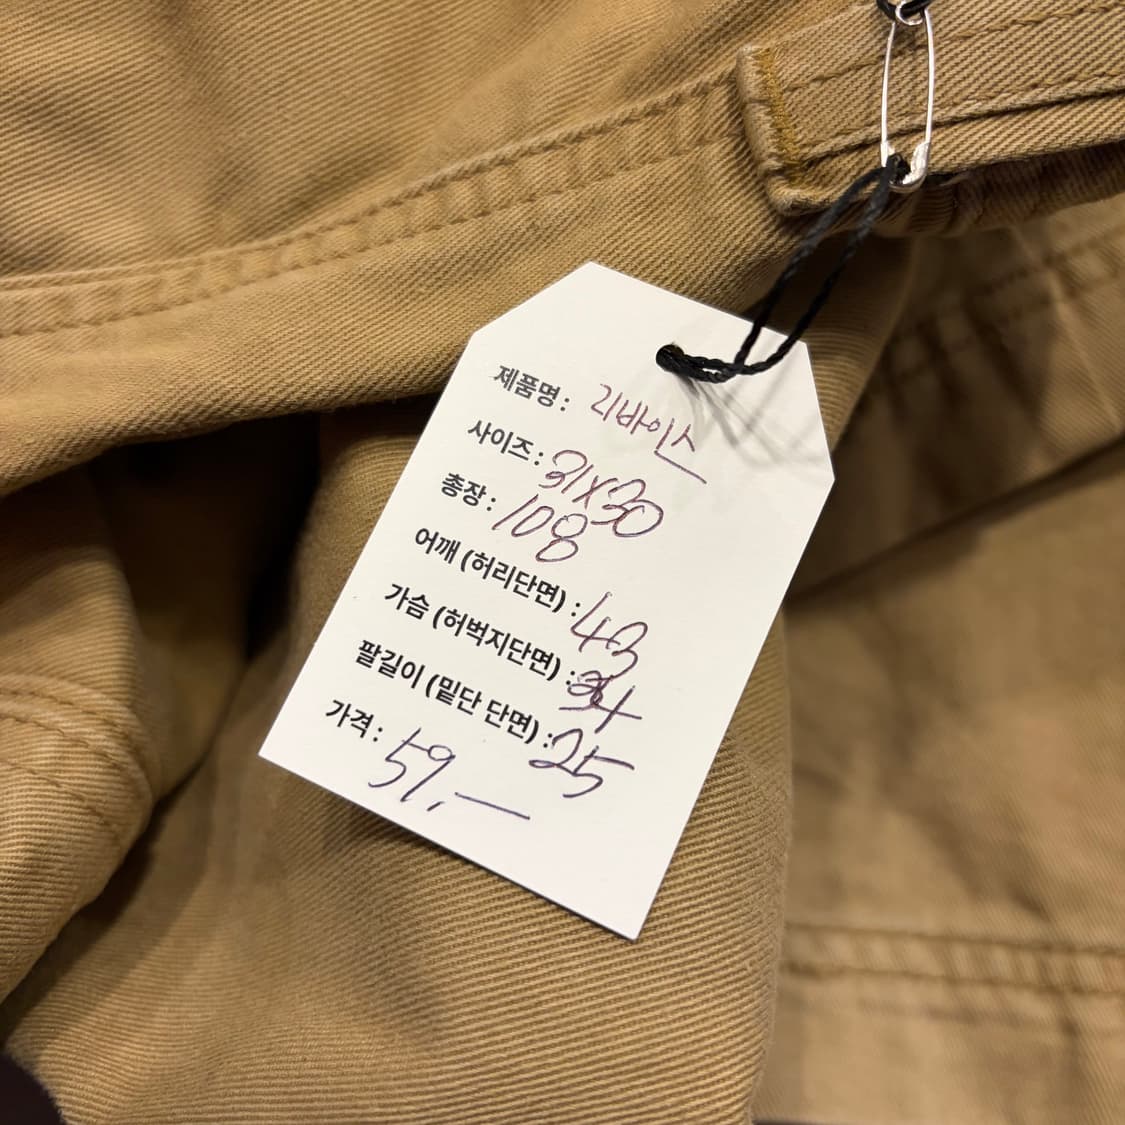 제품명: 리바이스
사이즈: 31x30
총장: 108
어깨 (허리단면) : 43
가슴 (허벅지단면) : 34
팔길이 (밑단 단면) : 25
가격: 59,—